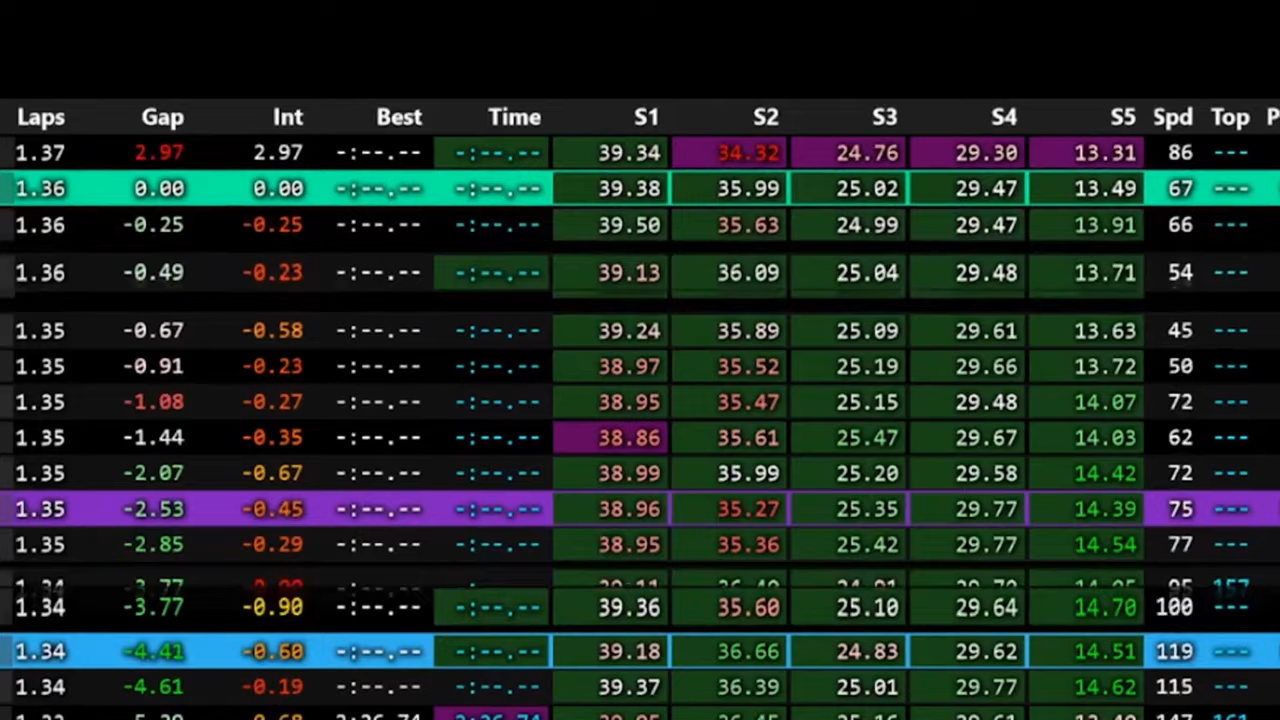 Laps Gap Int Best Time S1 S2 S3 S4 S5 Spd Top P
1.37 2.97 2.97 -:--.-- -:--.-- 39.34 34.32 24.76 29.30 13.31 86 ---
1.36 0.00 0.00 -:--.-- -:--.-- 39.38 35.99 25.02 29.47 13.49 67 ---
1.36 -0.25 -0.25 -:--.-- -:--.-- 39.50 35.63 24.99 29.47 13.91 66 ---
1.36 -0.49 -0.23 -:--.-- -:--.-- 39.13 36.09 25.04 29.48 13.71 54 ---
1.35 -0.67 -0.58 -:--.-- -:--.-- 39.24 35.89 25.09 29.61 13.63 45 ---
1.35 -0.91 -0.23 -:--.-- -:--.-- 38.97 35.52 25.19 29.66 13.72 50 ---
1.35 -1.08 -0.27 -:--.-- -:--.-- 38.95 35.47 25.15 29.48 14.07 72 ---
1.35 -1.44 -0.35 -:--.-- -:--.-- 38.86 35.61 25.47 29.67 14.03 62 ---
1.35 -2.07 -0.67 -:--.-- -:--.-- 38.99 35.99 25.20 29.58 14.42 72 ---
1.35 -2.53 -0.45 -:--.-- -:--.-- 38.96 35.27 25.35 29.77 14.39 75 ---
1.35 -2.85 -0.29 -:--.-- -:--.-- 38.95 35.36 25.42 29.77 14.54 77 ---
157
1.34 -3.77 -0.90 -:--.-- -:--.-- 39.36 35.60 25.10 29.64 14.70 100 ---
1.34 -4.41 -0.60 -:--.-- -:--.-- 39.18 36.66 24.83 29.62 14.51 119 ---
1.34 -4.61 -0.19 -:--.-- -:--.-- 39.37 36.39 25.01 29.77 14.62 115 ---